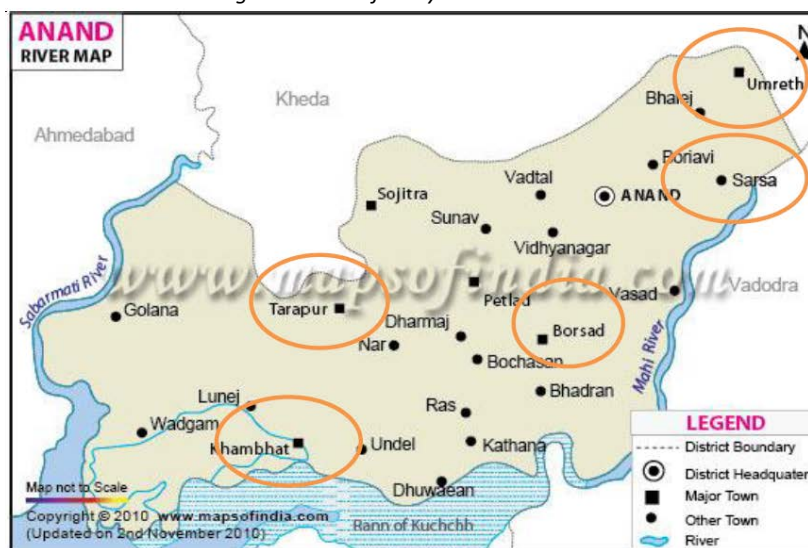 ANAND
RIVER MAP
N
Umreth
Bhalej
Kheda
Ahmedabad
Boriavi
Sarsa
Vadtal
ANAND
Sojitra
Sunav
Vidhyanagar
www.mapsofindia.com
Sabarmati River
Petlad
Vasad
Vadodra
Golana
Tarapur
Dharmaj
Borsad
Nar
Bochasan
Mahi River
Bhadran
Lunej
Ras
Wadgam
Khambhat
Undel
Kathana
Dhuwaean
Rann of Kuchchh
LEGEND
District Boundary
District Headquater
Major Town
Other Town
River
Map not to Scale
Copyright © 2010 www.mapsofindia.com
(Updated on 2nd November 2010)